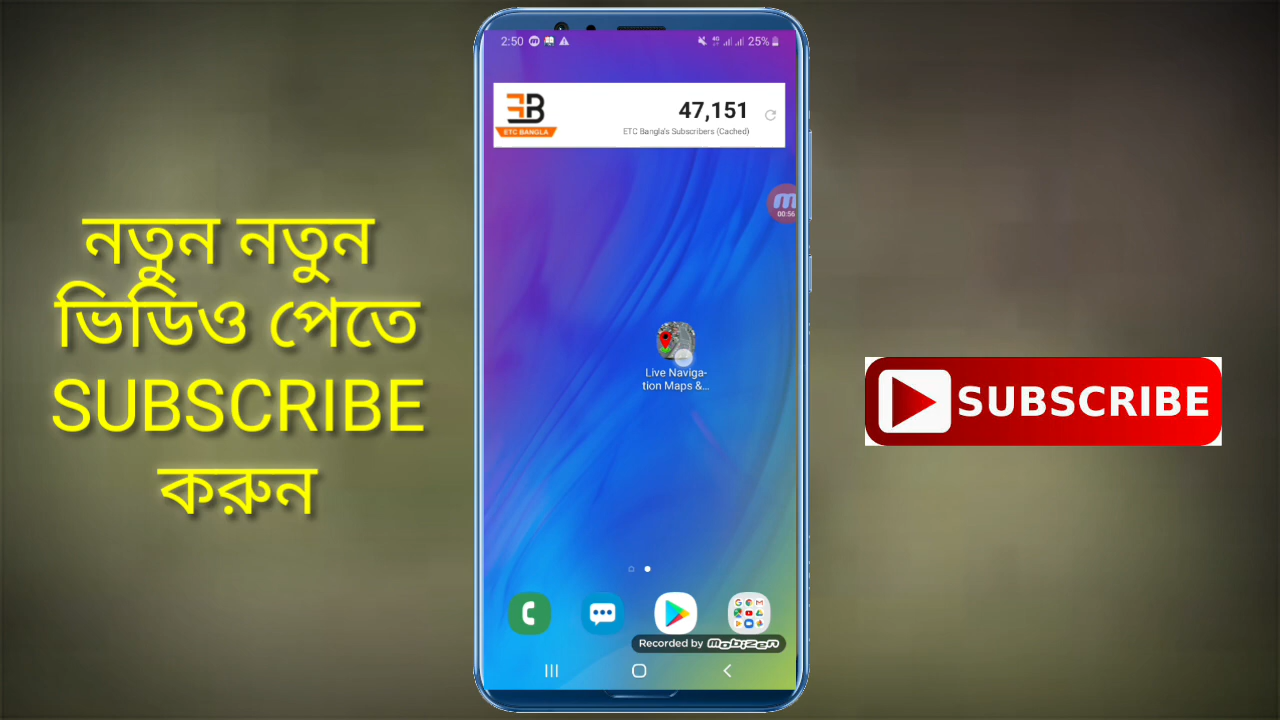 নতুন নতুন
ভিডিও পেতে
SUBSCRIBE
করুন
2:50
4G
25%
ETC BANGLA
47,151
ETC Bangla's Subscribers (Cached)
00:56
Live Naviga-
tion Maps &...
Recorded by mobizen
SUBSCRIBE